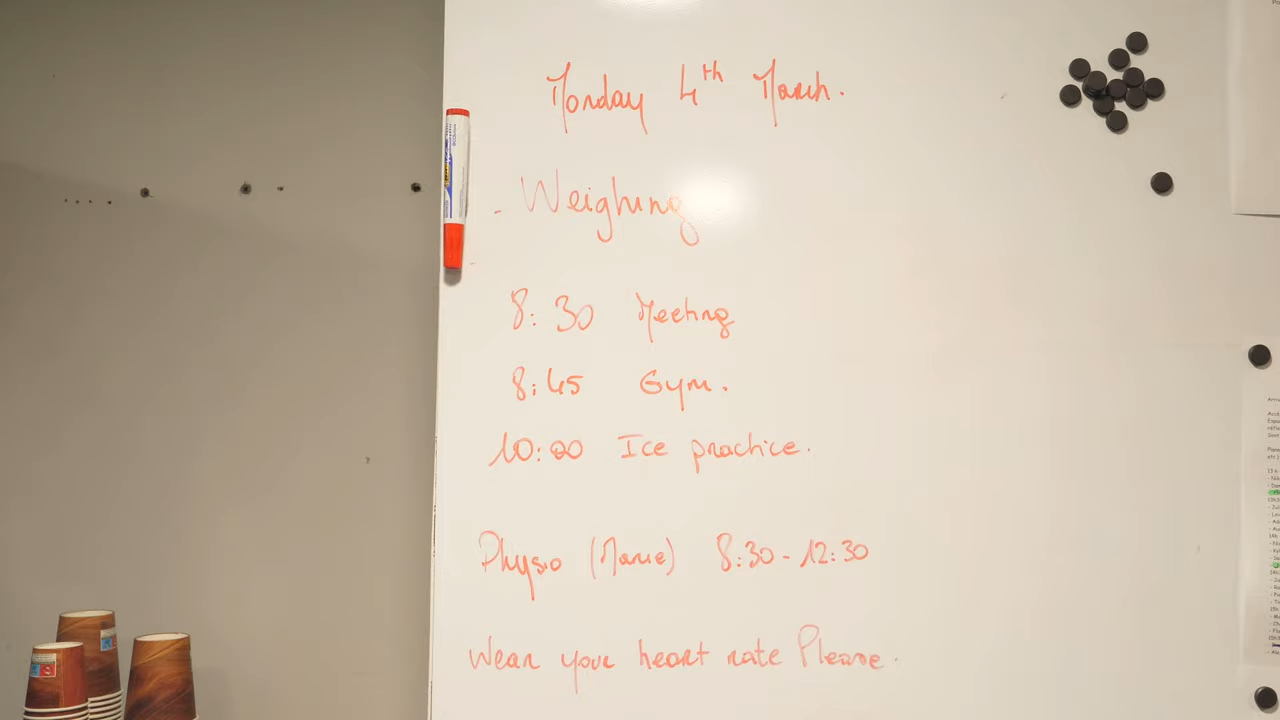 Monday 4th March.
- Weighing
8:30 Meeting
8:45 Gym.
10:00 Ice practice.
Physio (Marie) 8:30 - 12:30
Wear your heart rate Please.